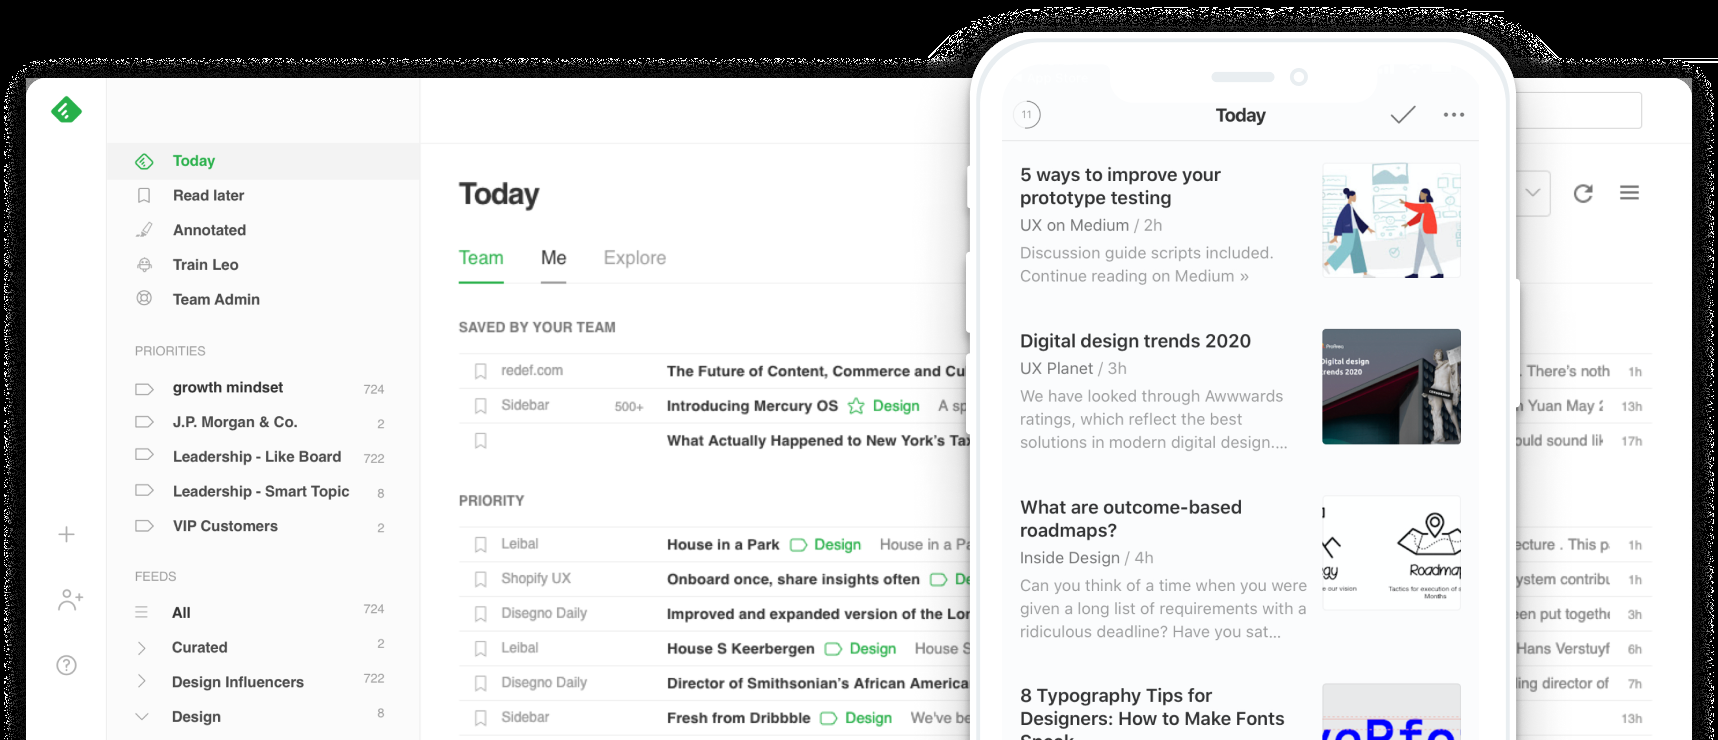 Today
Read later
Annotated
Train Leo
Team Admin
PRIORITIES
growth mindset 724
J.P. Morgan & Co. 2
Leadership - Like Board 722
Leadership - Smart Topic 8
VIP Customers 2
FEEDS
All 724
Curated 2
Design Influencers 722
Design 8
Today
Team Me Explore
SAVED BY YOUR TEAM
redef.com The Future of Content, Commerce and Cu . There's noth 1h
Sidebar 500+ Introducing Mercury OS Design A sp Yuan May 13h
What Actually Happened to New York's Tax ould sound lik 17h
PRIORITY
Leibal House in a Park Design House in a Pa ecture . This p 1h
Shopify UX Onboard once, share insights often De ystem contribu 1h
Disegno Daily Improved and expanded version of the Lon en put togethe 3h
Leibal House S Keerbergen Design House S Hans Verstuyf 6h
Disegno Daily Director of Smithsonian's African America ing director of 7h
Sidebar Fresh from Dribbble Design We've be 13h
11 Today
5 ways to improve your
prototype testing
UX on Medium / 2h
Discussion guide scripts included.
Continue reading on Medium »
Digital design trends 2020
UX Planet / 3h
We have looked through Awwwards
ratings, which reflect the best
solutions in modern digital design....
Digital design
trends 2020
What are outcome-based
roadmaps?
Inside Design / 4h
Can you think of a time when you were
given a long list of requirements with a
ridiculous deadline? Have you sat...
gy Roadmap
e our vision Tactics for execution of s
Months
8 Typography Tips for
Designers: How to Make Fonts
Speak